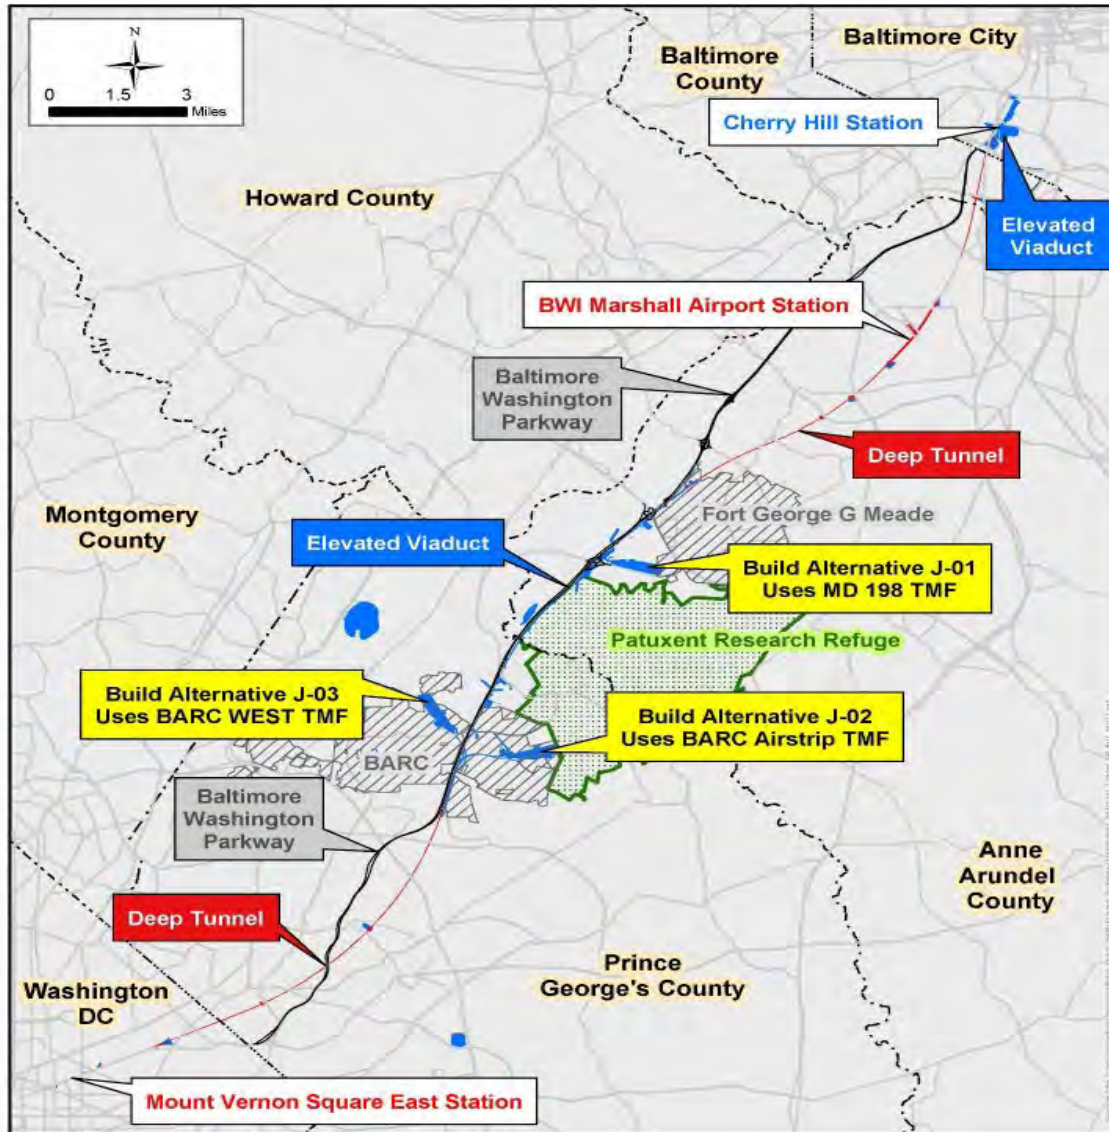 N
0 1.5 3
Miles
Baltimore
County
Baltimore City
Cherry Hill Station
Howard County
Elevated
Viaduct
BWI Marshall Airport Station
Baltimore
Washington
Parkway
Deep Tunnel
Montgomery
County
Fort George G Meade
Elevated Viaduct
Build Alternative J-01
Uses MD 198 TMF
Patuxent Research Refuge
Build Alternative J-03
Uses BARC WEST TMF
Build Alternative J-02
Uses BARC Airstrip TMF
BARC
Baltimore
Washington
Parkway
Anne
Arundel
County
Deep Tunnel
Prince
George's County
Washington
DC
Mount Vernon Square East Station